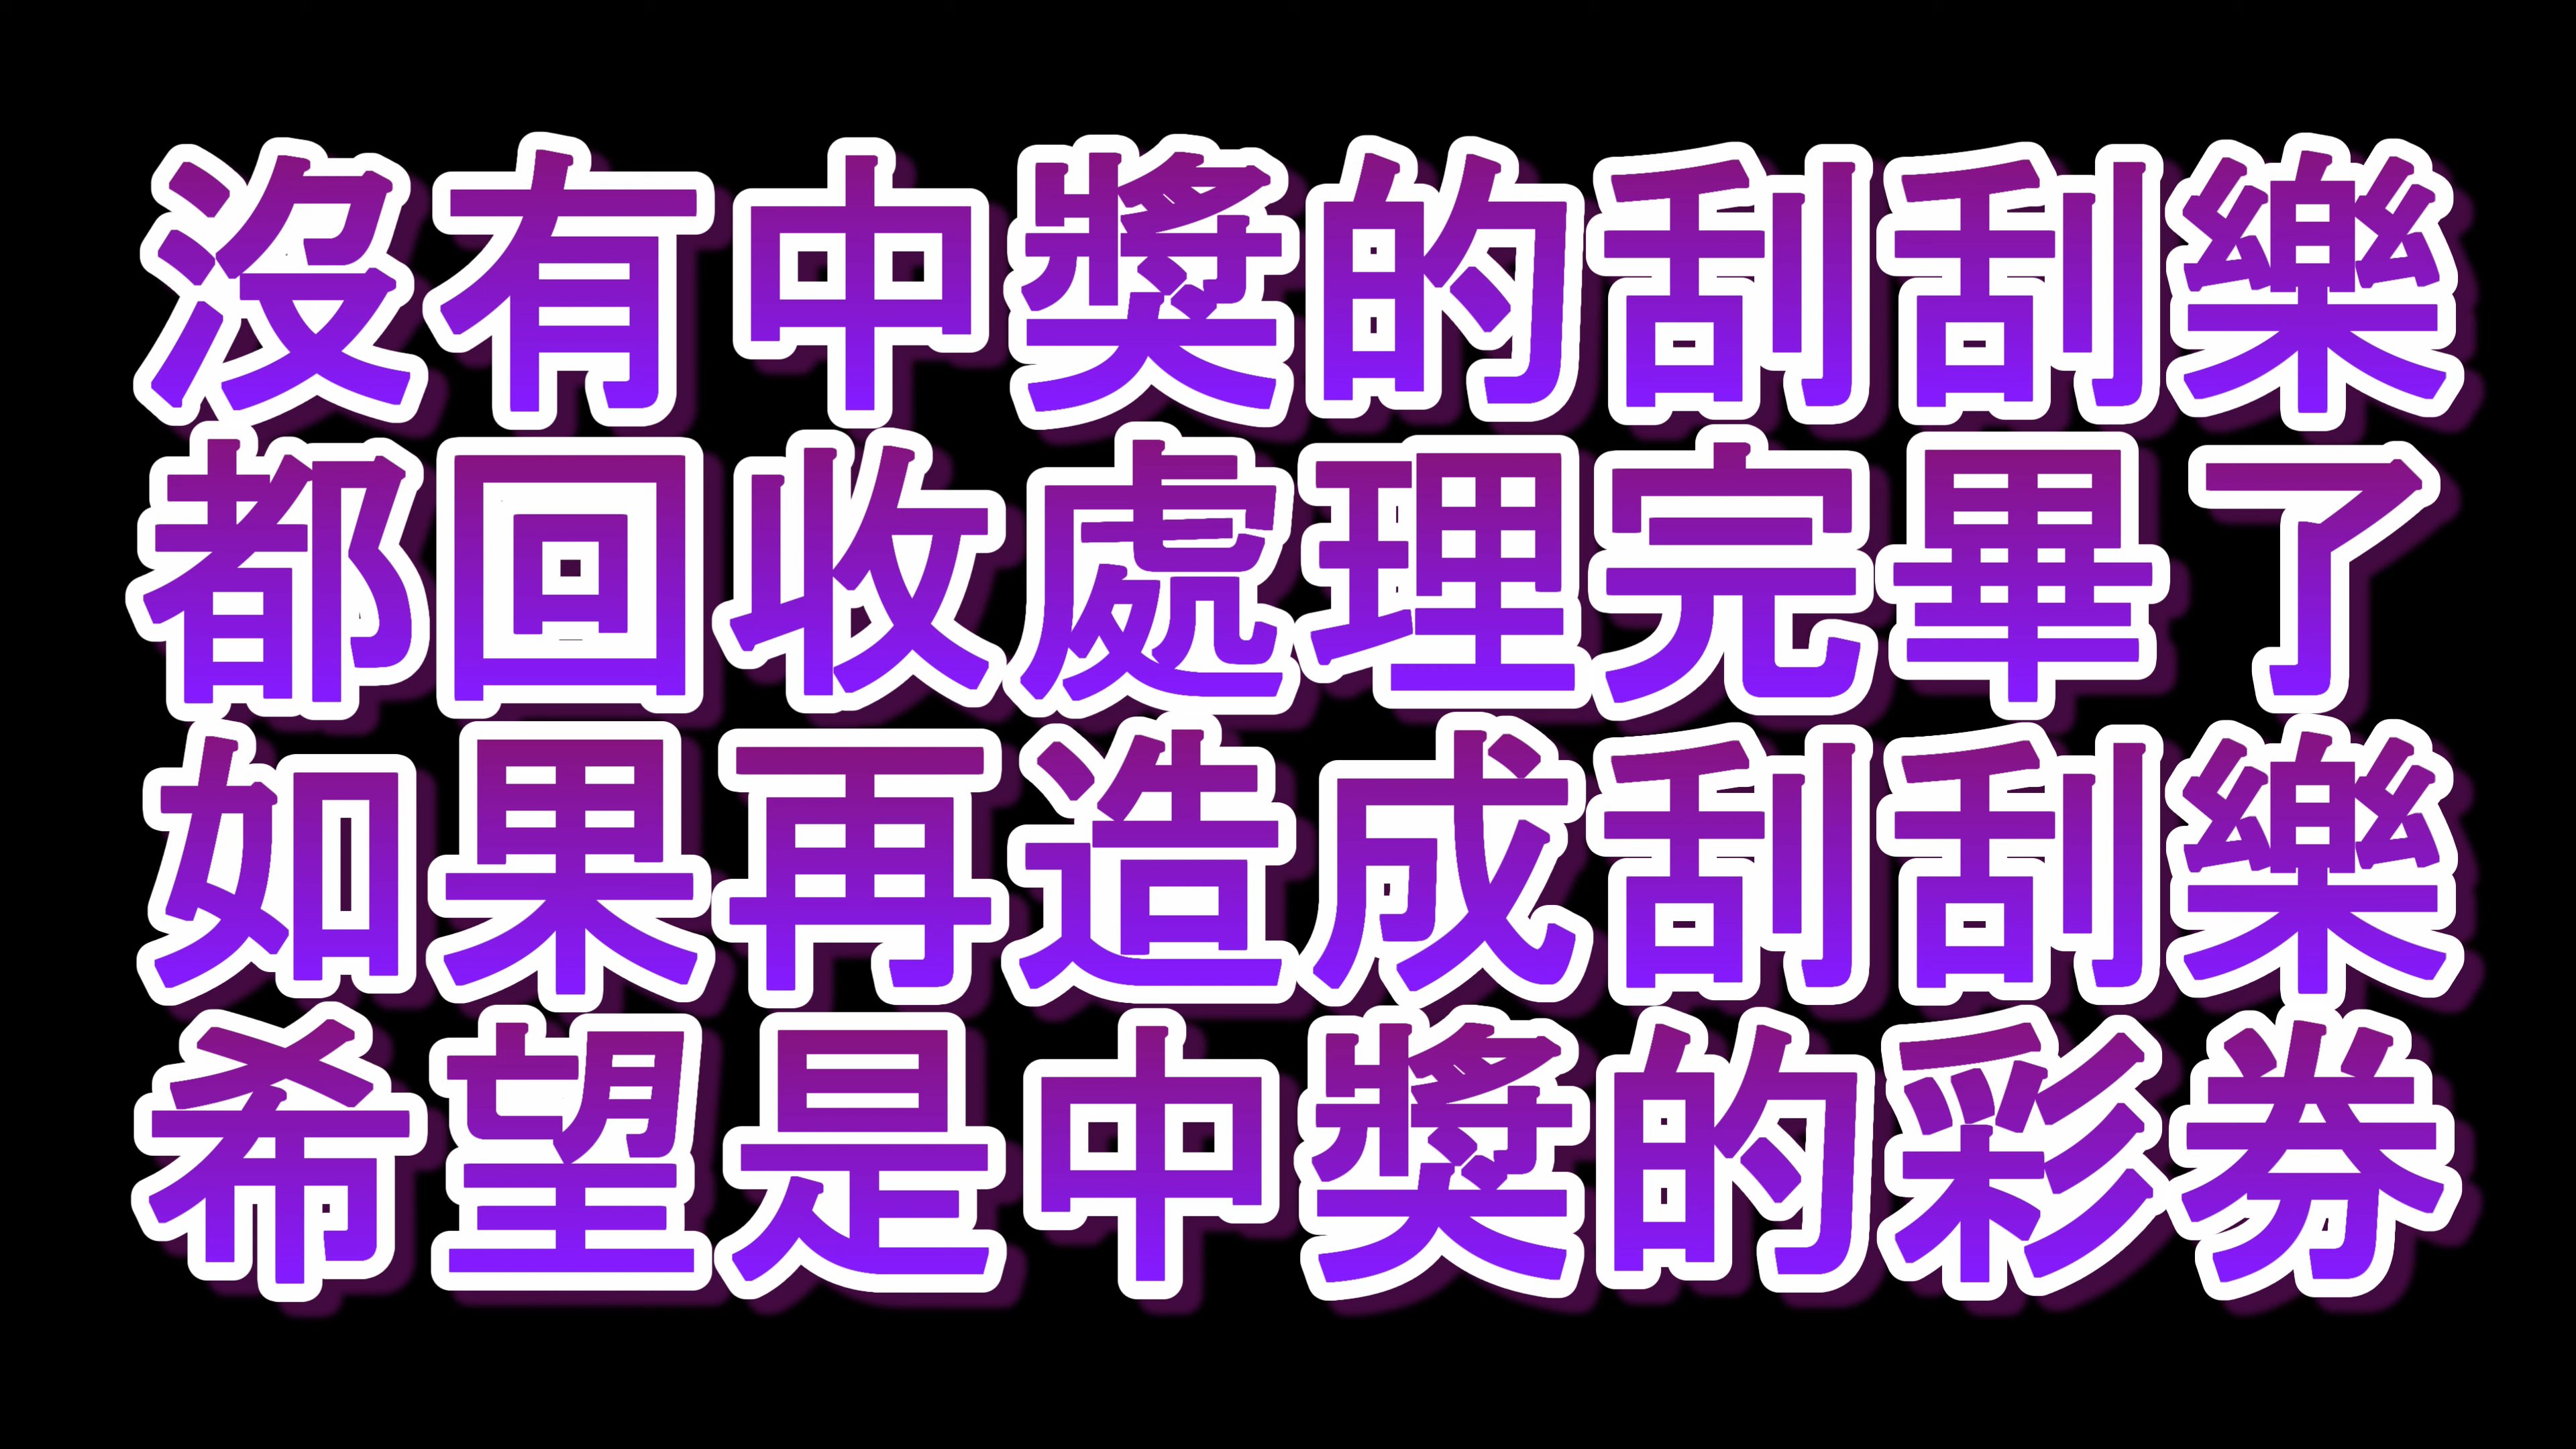 沒有中獎的刮刮樂
都回收處理完畢了
如果再造成刮刮樂
希望是中獎的彩券